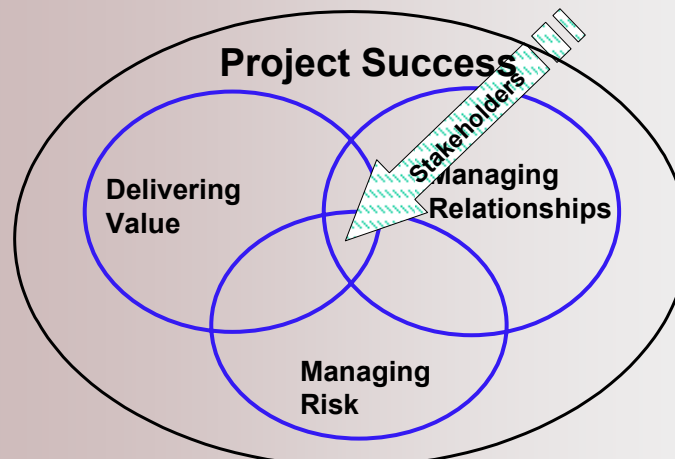 Project Success
Stakeholders
Delivering
Value
Managing
Relationships
Managing
Risk